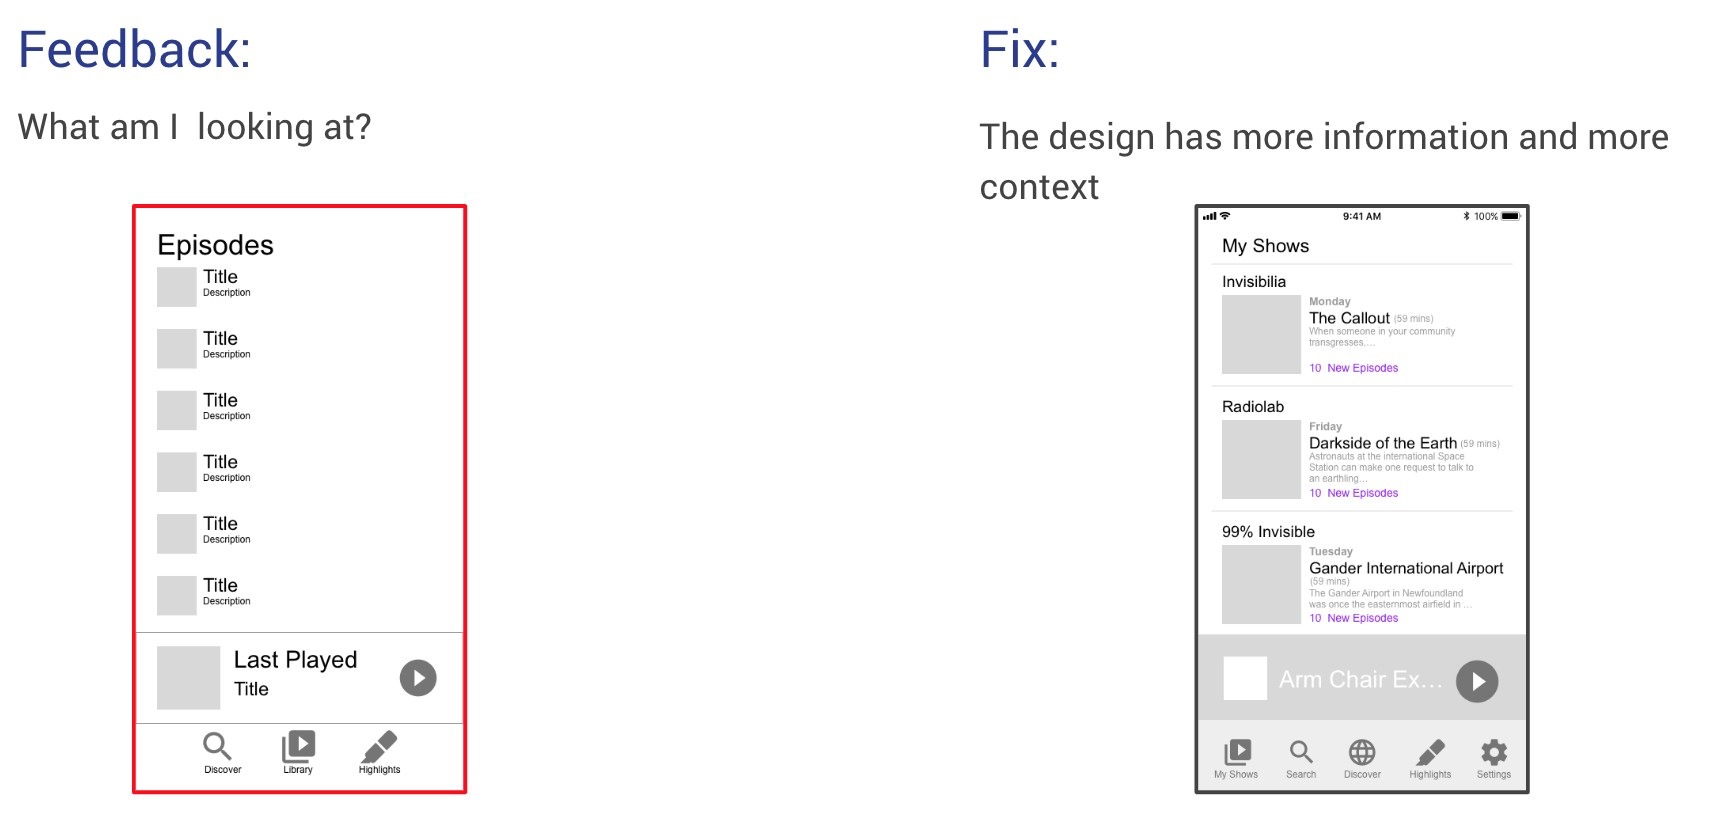 Feedback:
What am I  looking at?
Episodes
Title
Description
Title
Description
Title
Description
Title
Description
Title
Description
Title
Description
Last Played
Title
Discover
Library
Highlights
Fix:
The design has more information and more
context
9:41 AM
100%
My Shows
Invisibilia
Monday
The Callout (59 mins)
When someone in your community
transgresses,...
10  New Episodes
Radiolab
Friday
Darkside of the Earth (59 mins)
Astronauts at the international Space
Station can make one request to talk to
an earthling...
10  New Episodes
99% Invisible
Tuesday
Gander International Airport
(59 mins)
The Gander Airport in Newfoundland
was once the easternmost airfield in ...
10  New Episodes
Arm Chair Ex...
My Shows
Search
Discover
Highlights
Settings